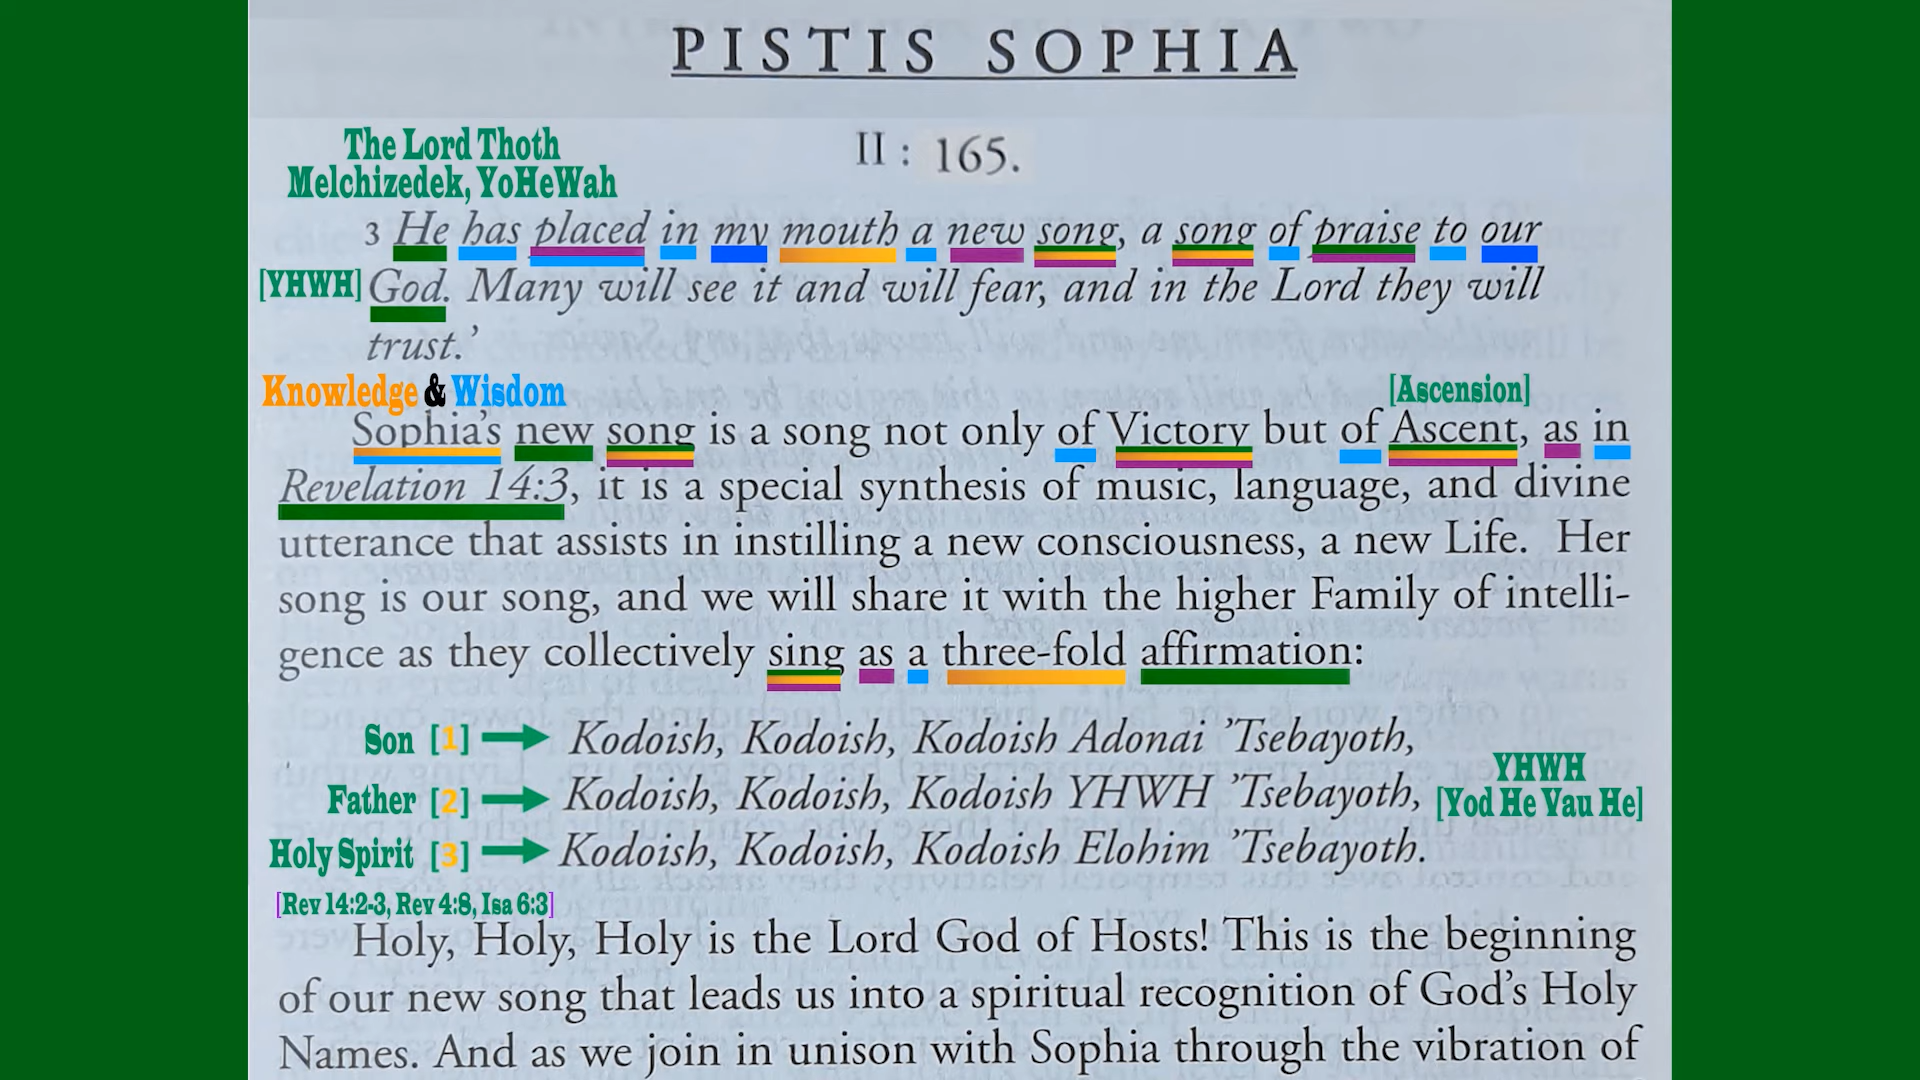 PISTIS SOPHIA
II : 165.
The Lord Thoth
Melchizedek, YoHeWah
3 He has placed in my mouth a new song, a song of praise to our
[YHWH] God. Many will see it and will fear, and in the Lord they will
trust.’
Knowledge & Wisdom
[Ascension]
Sophia’s new song is a song not only of Victory but of Ascent, as in
Revelation 14:3, it is a special synthesis of music, language, and divine
utterance that assists in instilling a new consciousness, a new Life. Her
song is our song, and we will share it with the higher Family of intelli-
gence as they collectively sing as a three-fold affirmation:
Son [1] → Kodoish, Kodoish, Kodoish Adonai ’Tsebayoth,
Father [2] → Kodoish, Kodoish, Kodoish YHWH ’Tsebayoth,
YHWH
[Yod He Vau He]
Holy Spirit [3] → Kodoish, Kodoish, Kodoish Elohim ’Tsebayoth.
[Rev 14:2-3, Rev 4:8, Isa 6:3]
Holy, Holy, Holy is the Lord God of Hosts! This is the beginning
of our new song that leads us into a spiritual recognition of God’s Holy
Names. And as we join in unison with Sophia through the vibration of